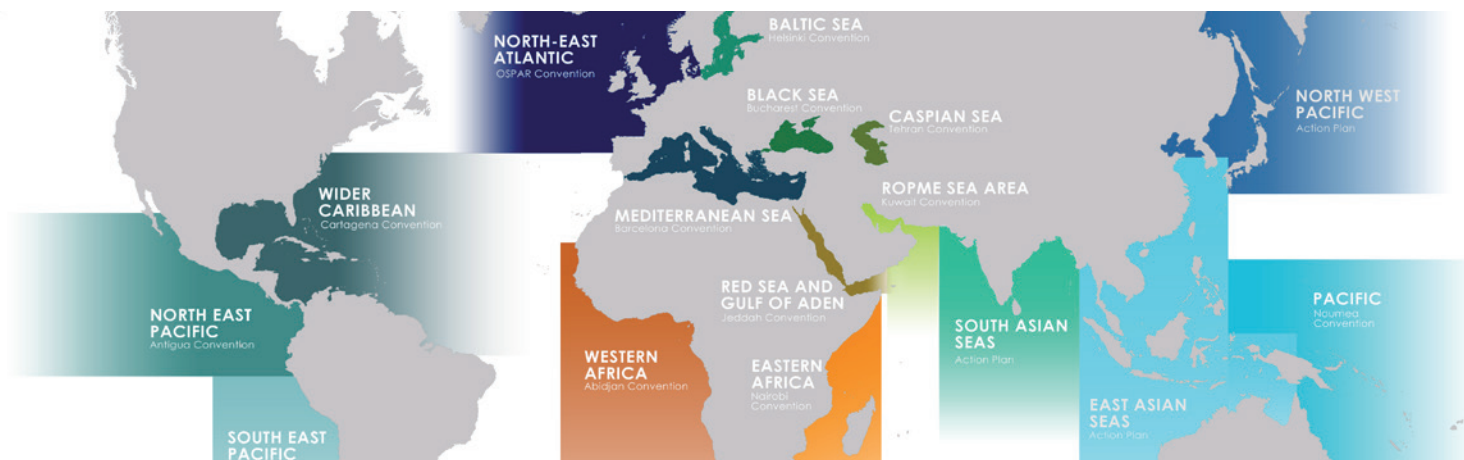 BALTIC SEA
Helsinki Convention
NORTH-EAST
ATLANTIC
OSPAR Convention
BLACK SEA
Bucharest Convention
NORTH WEST
PACIFIC
Action Plan
CASPIAN SEA
Tehran Convention
WIDER
CARIBBEAN
Cartagena Convention
ROPME SEA AREA
Kuwait Convention
MEDITERRANEAN SEA
Barcelona Convention
RED SEA AND
GULF OF ADEN
Jeddah Convention
PACIFIC
Noumea
Convention
NORTH EAST
PACIFIC
Antigua Convention
SOUTH ASIAN
SEAS
Action Plan
WESTERN
AFRICA
Abidjan Convention
EASTERN
AFRICA
Nairobi
Convention
EAST ASIAN
SEAS
Action Plan
SOUTH EAST
PACIFIC